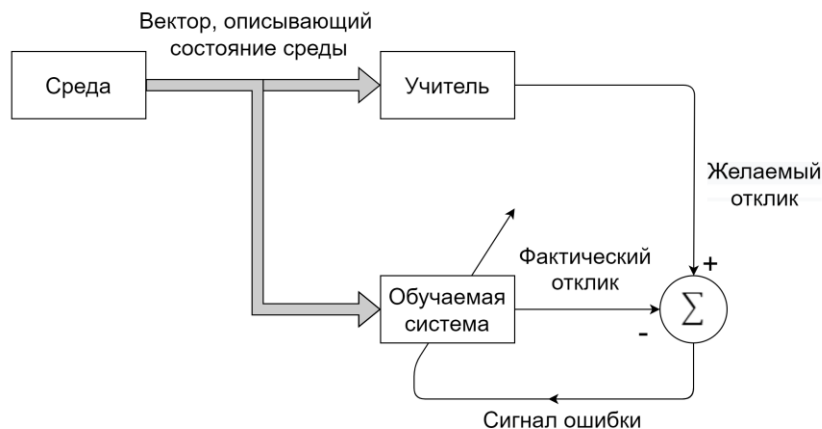 Вектор, описывающий
состояние среды
Среда
Учитель
Желаемый
отклик
Фактический
отклик
Обучаемая
система
+
Σ
-
Сигнал ошибки